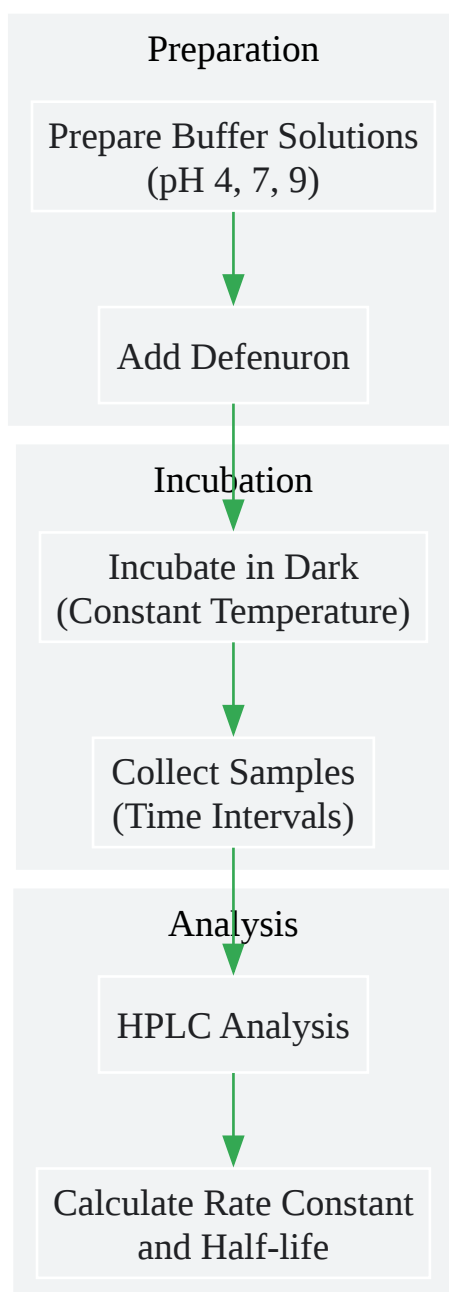 Preparation
Prepare Buffer Solutions
(pH 4, 7, 9)
Add Defenuron
Incubation
Incubate in Dark
(Constant Temperature)
Collect Samples
(Time Intervals)
Analysis
HPLC Analysis
Calculate Rate Constant
and Half-life